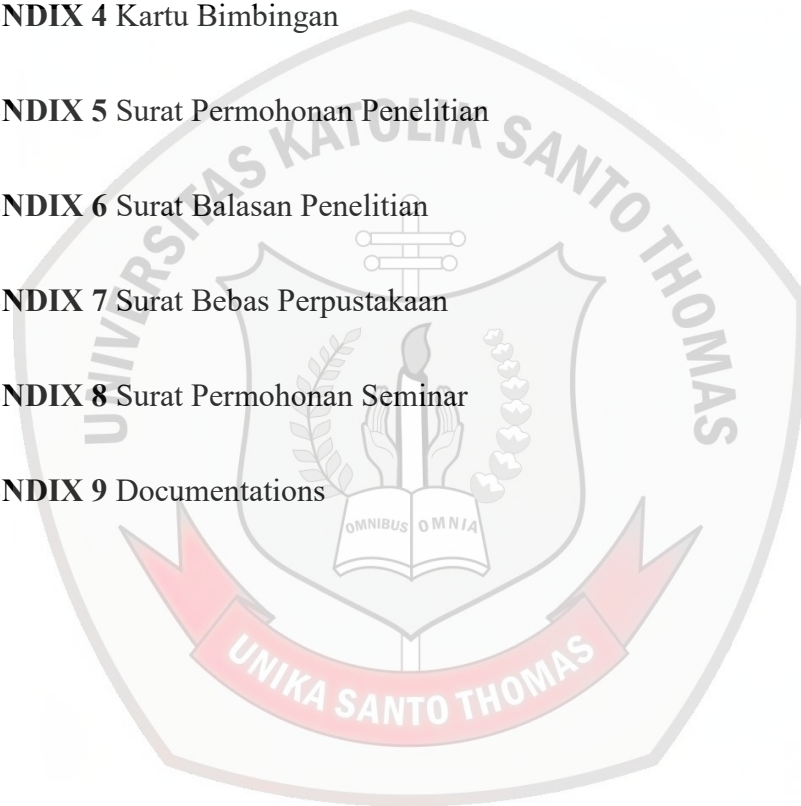 NDIX 4 Kartu Bimbingan
NDIX 5 Surat Permohonan Penelitian
NDIX 6 Surat Balasan Penelitian
NDIX 7 Surat Bebas Perpustakaan
NDIX 8 Surat Permohonan Seminar
NDIX 9 Documentations
UNIVERSITAS KATOLIK SANTO THOMAS
OMNIBUS OMNIA
UNIKA SANTO THOMAS